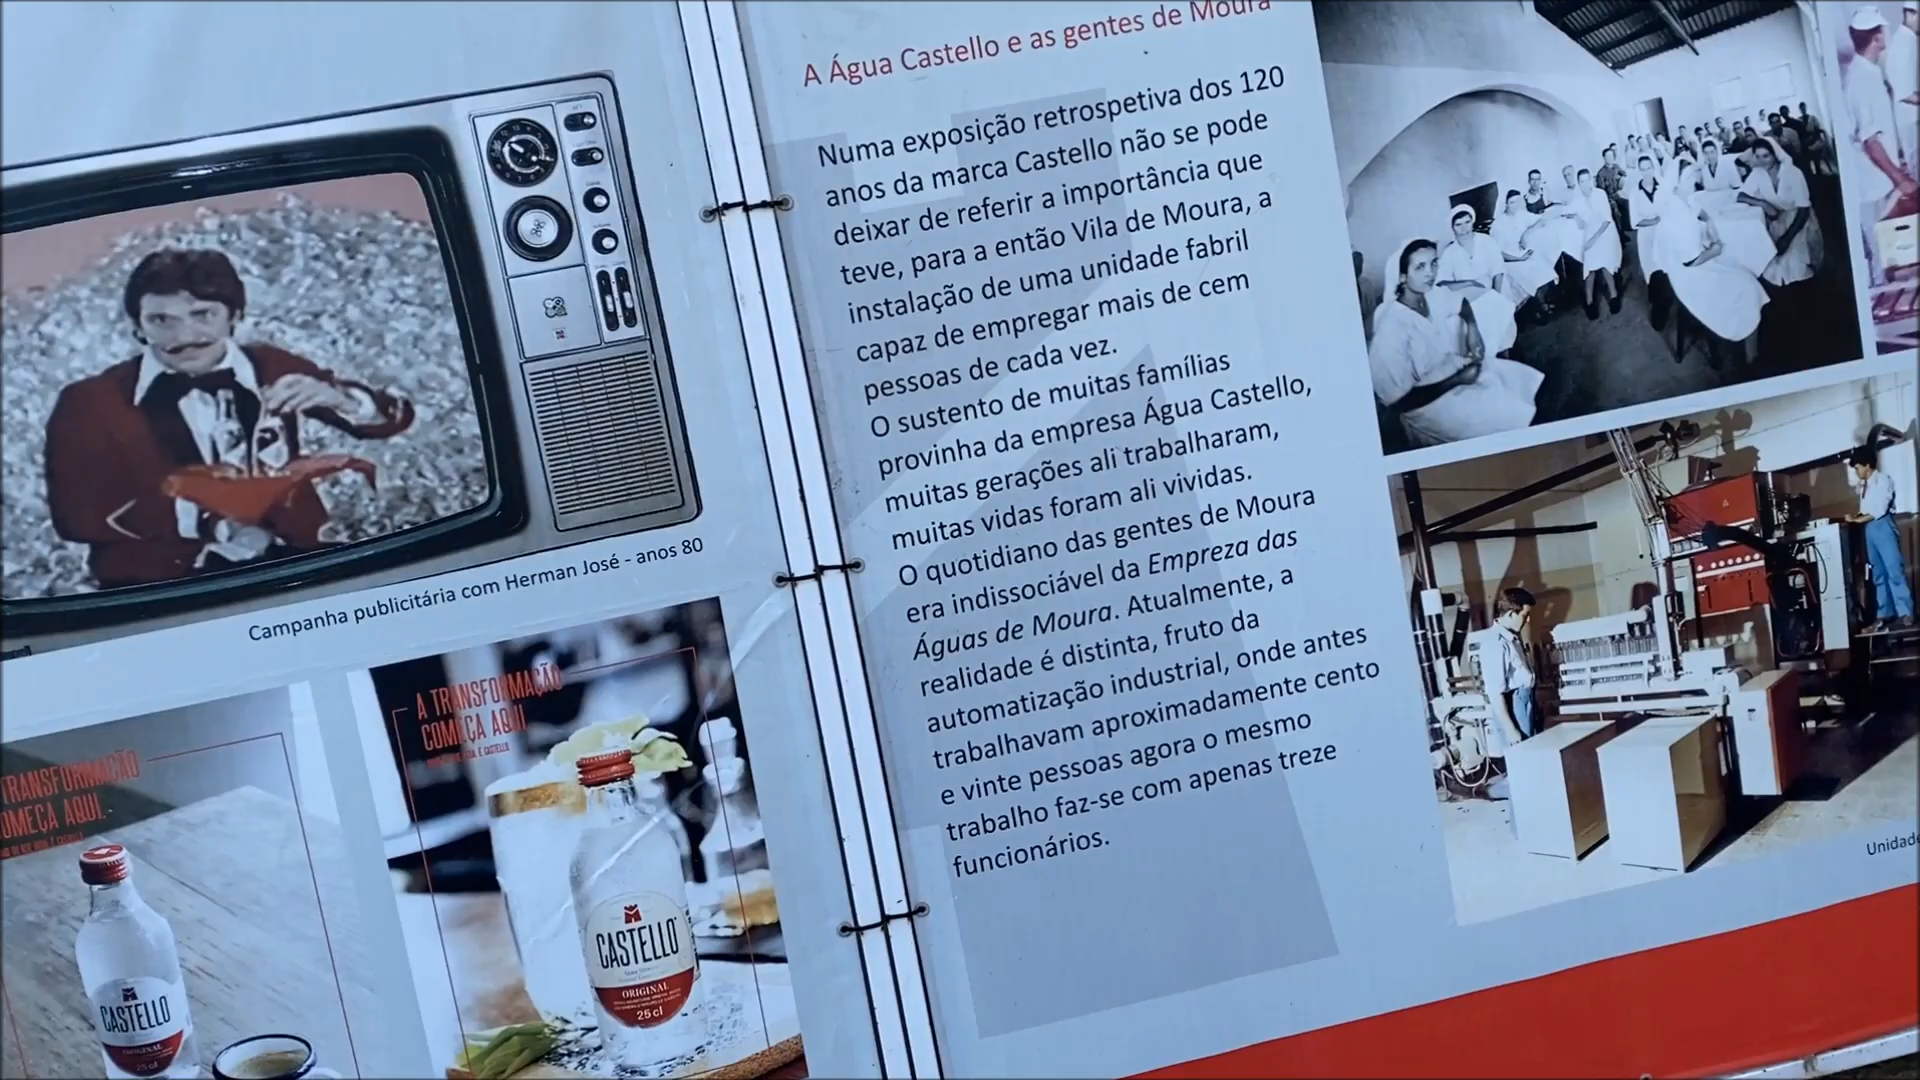 Campanha publicitária com Herman José - anos 80
TRANSFORMAÇÃO
COMEÇA AQUI.
CASTELLO
ORIGINAL
25 cl
A TRANSFORMAÇÃO
COMEÇA AQUI
CASTELLO
ORIGINAL
25 cl
A Água Castello e as gentes de Moura
Numa exposição retrospetiva dos 120
anos da marca Castello não se pode
deixar de referir a importância que
teve, para a então Vila de Moura, a
instalação de uma unidade fabril
capaz de empregar mais de cem
pessoas de cada vez.
O sustento de muitas famílias
provinha da empresa Água Castello,
muitas gerações ali trabalharam,
muitas vidas foram ali vividas.
O quotidiano das gentes de Moura
era indissociável da Empreza das
Águas de Moura. Atualmente, a
realidade é distinta, fruto da
automatização industrial, onde antes
trabalhavam aproximadamente cento
e vinte pessoas agora o mesmo
trabalho faz-se com apenas treze
funcionários.
Unidade